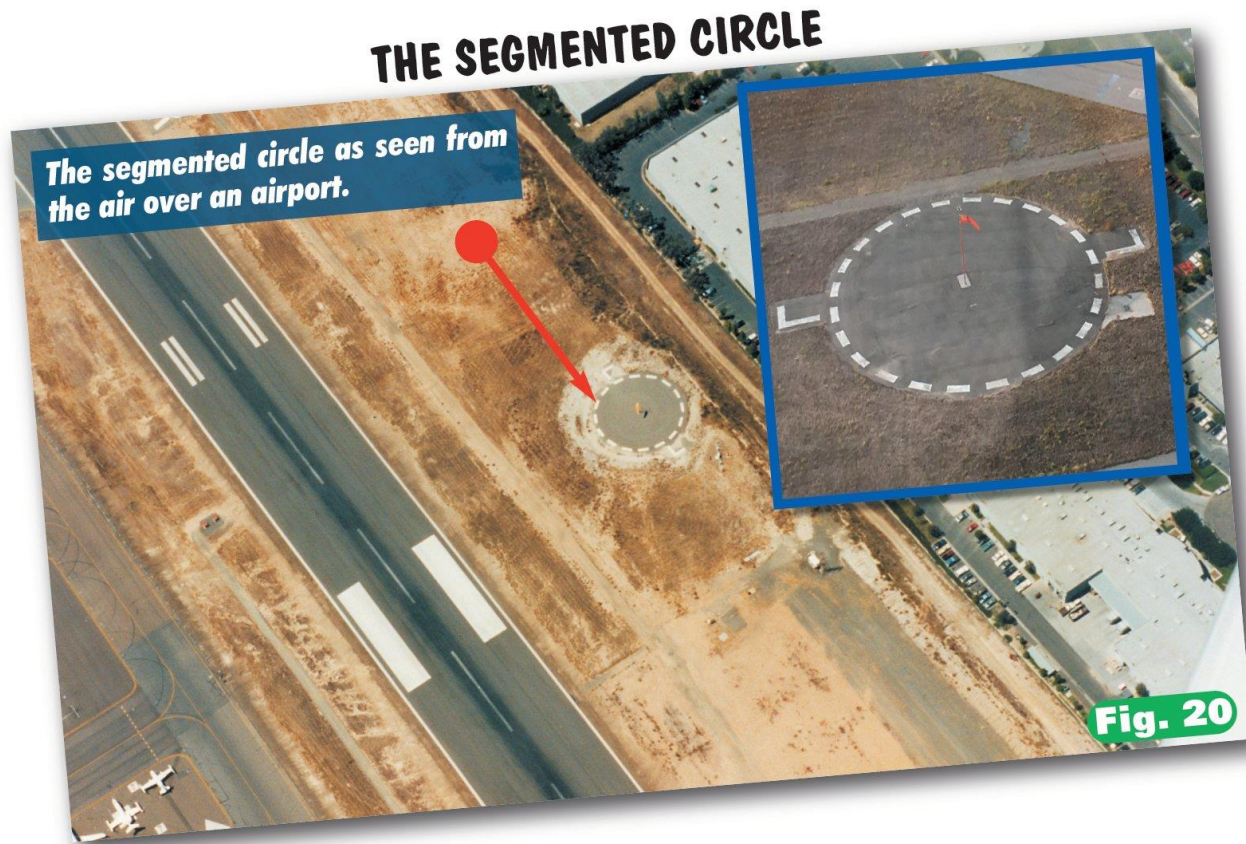 THE SEGMENTED CIRCLE
The segmented circle as seen from
the air over an airport.
Fig. 20